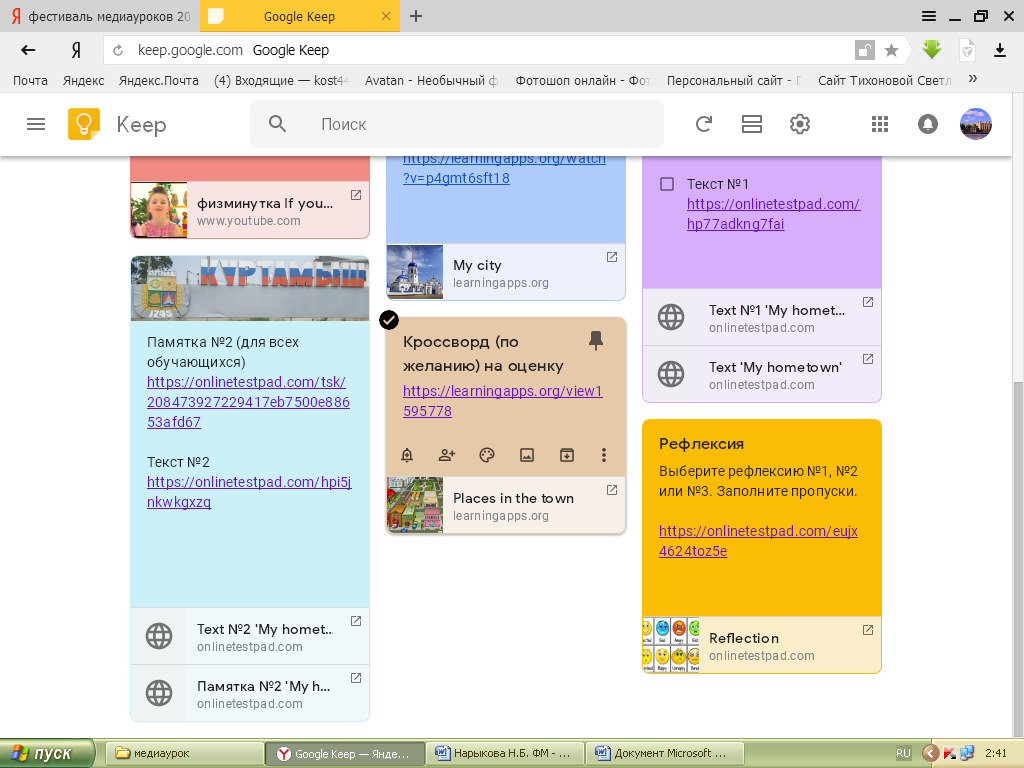 фестиваль медиауроков 20
Google Keep
keep.google.com Google Keep
Почта Яндекс Яндекс.Почта (4) Входящие — kost44 Avatan - Необычный ф Фотошоп онлайн - Фот Персональный сайт - Г Сайт Тихоновой Светл »
Keep
Поиск
физминутка If you...
www.youtube.com
КУРТАМЫШ
1745
Памятка №2 (для всех
обучающихся)
https://onlinetestpad.com/tsk/
208473927229417eb7500e886
53afd67
Текст №2
https://onlinetestpad.com/hpi5j
nkwkgxzq
Text №2 'My homet...
onlinetestpad.com
Памятка №2 'My h...
onlinetestpad.com
https://learningapps.org/watch
?v=p4gmt6sft18
My city
learningapps.org
Кроссворд (по
желанию) на оценку
https://learningapps.org/view1
595778
Places in the town
learningapps.org
Текст №1
https://onlinetestpad.com/
hp77adkng7fai
Text №1 'My homet...
onlinetestpad.com
Text 'My hometown'
onlinetestpad.com
Рефлексия
Выберите рефлексию №1, №2
или №3. Заполните пропуски.
https://onlinetestpad.com/eujx
4624toz5e
Reflection
onlinetestpad.com
пуск
медиаурок
Google Keep — Янде...
Нарыкова Н.Б. ФМ - ...
Документ Microsoft ...
RU
2:41